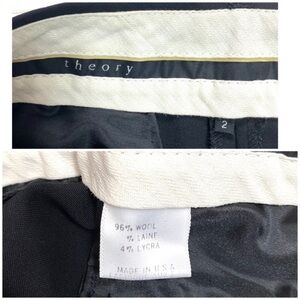 theory
2
96% WOOL
% LAINE
4% LYCRA
MADE IN U.S.A.